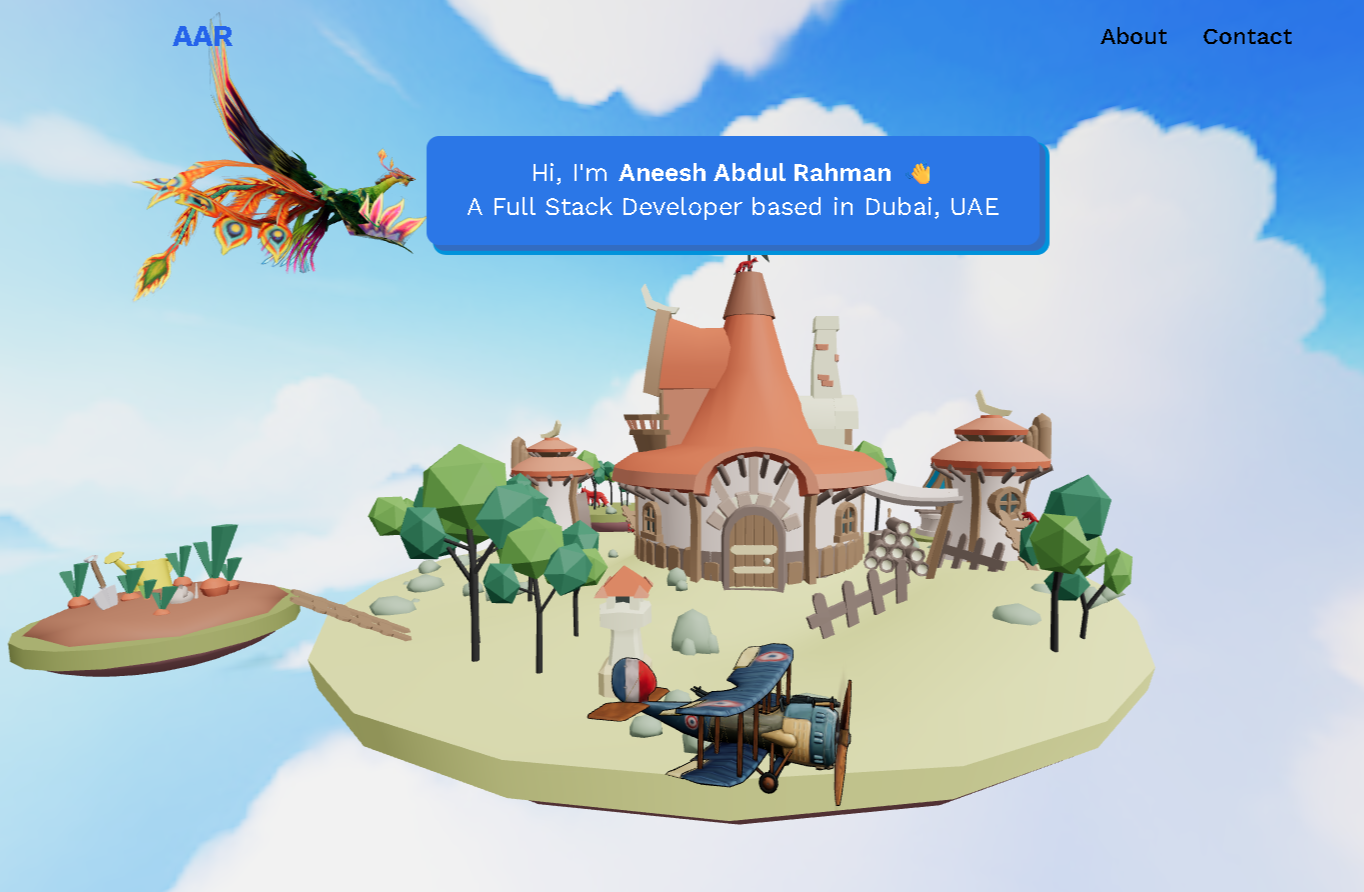 AAR
About Contact
Hi, I'm Aneesh Abdul Rahman 👋
A Full Stack Developer based in Dubai, UAE